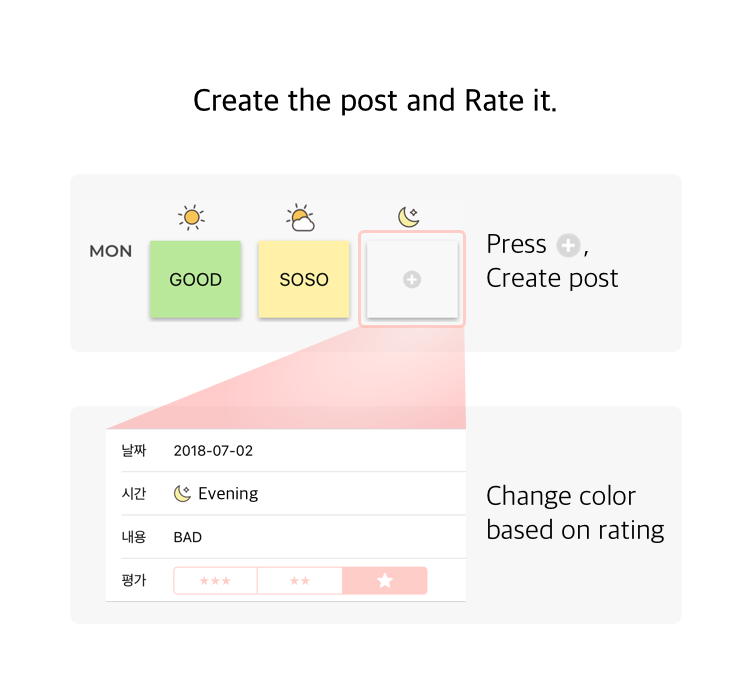 Create the post and Rate it.
MON
GOOD
SOSO
Press ,
Create post
날짜 2018-07-02
시간 Evening
내용 BAD
평가 ★★★ ★★ ★
Change color
based on rating